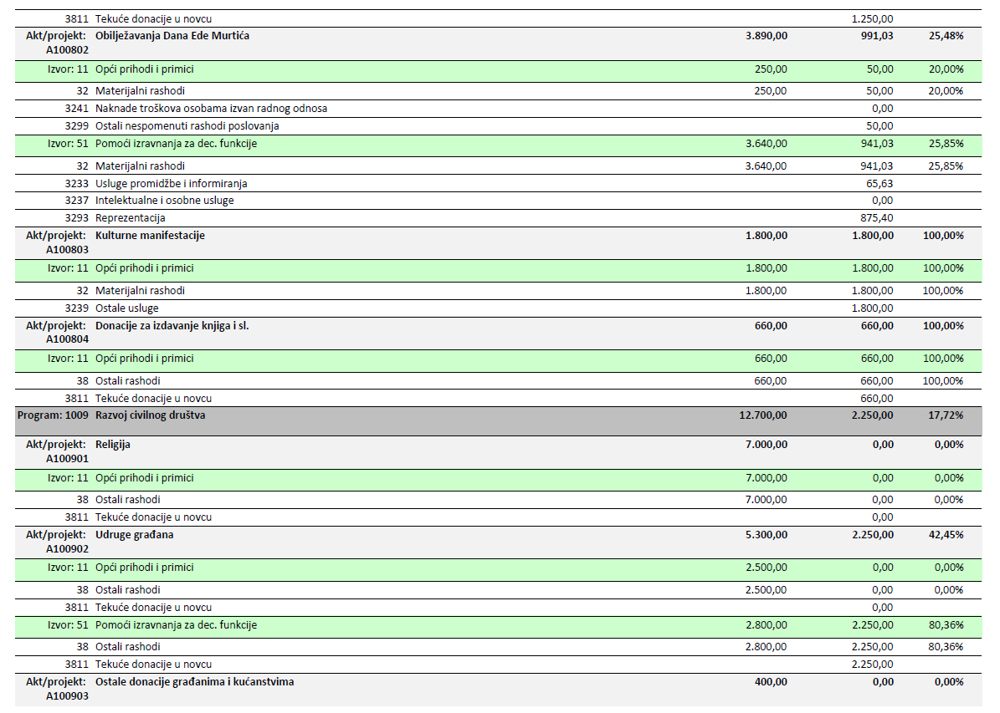 3811 Tekuće donacije u novcu 1.250,00
Akt/projekt: Obilježavanja Dana Ede Murtića 3.890,00 991,03 25,48%
A100802
Izvor: 11 Opći prihodi i primici 250,00 50,00 20,00%
32 Materijalni rashodi 250,00 50,00 20,00%
3241 Naknade troškova osobama izvan radnog odnosa 0,00
3299 Ostali nespomenuti rashodi poslovanja 50,00
Izvor: 51 Pomoći izravnanja za dec. funkcije 3.640,00 941,03 25,85%
32 Materijalni rashodi 3.640,00 941,03 25,85%
3233 Usluge promidžbe i informiranja 65,63
3237 Intelektualne i osobne usluge 0,00
3293 Reprezentacija 875,40
Akt/projekt: Kulturne manifestacije 1.800,00 1.800,00 100,00%
A100803
Izvor: 11 Opći prihodi i primici 1.800,00 1.800,00 100,00%
32 Materijalni rashodi 1.800,00 1.800,00 100,00%
3239 Ostale usluge 1.800,00
Akt/projekt: Donacije za izdavanje knjiga i sl. 660,00 660,00 100,00%
A100804
Izvor: 11 Opći prihodi i primici 660,00 660,00 100,00%
38 Ostali rashodi 660,00 660,00 100,00%
3811 Tekuće donacije u novcu 660,00
Program: 1009 Razvoj civilnog društva 12.700,00 2.250,00 17,72%
Akt/projekt: Religija 7.000,00 0,00 0,00%
A100901
Izvor: 11 Opći prihodi i primici 7.000,00 0,00 0,00%
38 Ostali rashodi 7.000,00 0,00 0,00%
3811 Tekuće donacije u novcu 0,00
Akt/projekt: Udruge građana 5.300,00 2.250,00 42,45%
A100902
Izvor: 11 Opći prihodi i primici 2.500,00 0,00 0,00%
38 Ostali rashodi 2.500,00 0,00 0,00%
3811 Tekuće donacije u novcu 0,00
Izvor: 51 Pomoći izravnanja za dec. funkcije 2.800,00 2.250,00 80,36%
38 Ostali rashodi 2.800,00 2.250,00 80,36%
3811 Tekuće donacije u novcu 2.250,00
Akt/projekt: Ostale donacije građanima i kućanstvima 400,00 0,00 0,00%
A100903